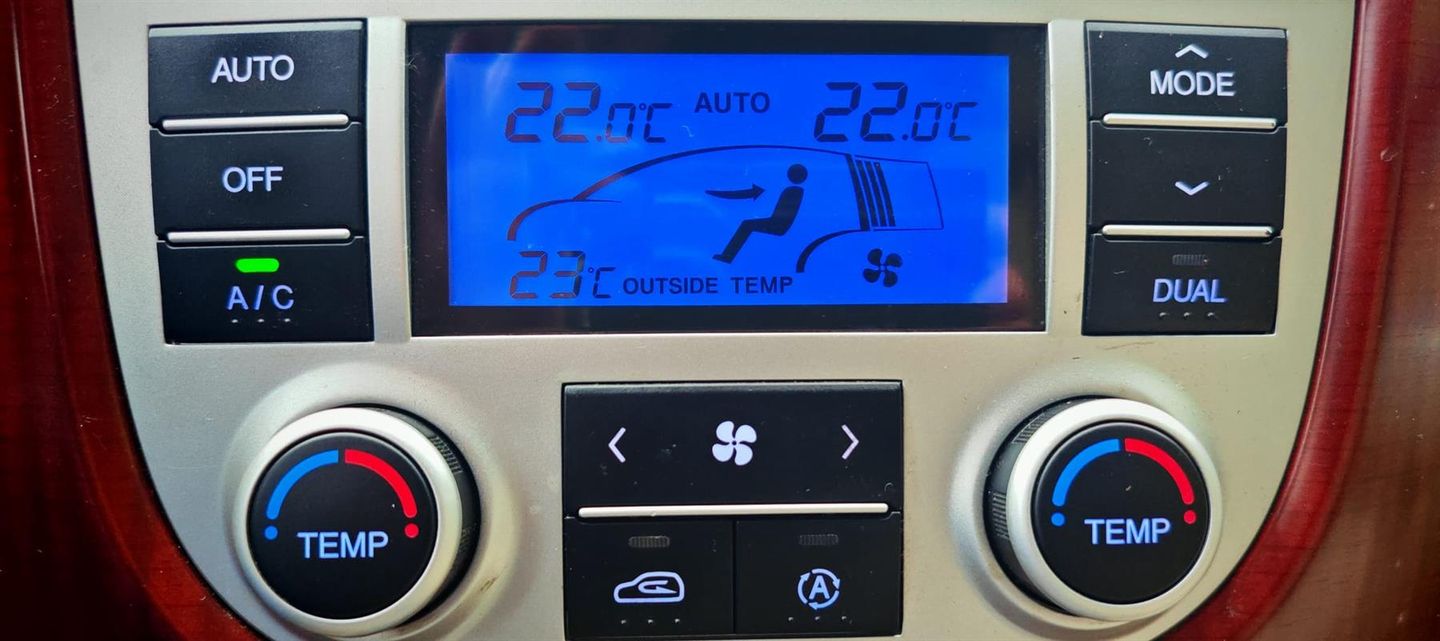 AUTO
OFF
A/C
22.0°C AUTO 22.0°C
23°C OUTSIDE TEMP
MODE
DUAL
TEMP
A
TEMP